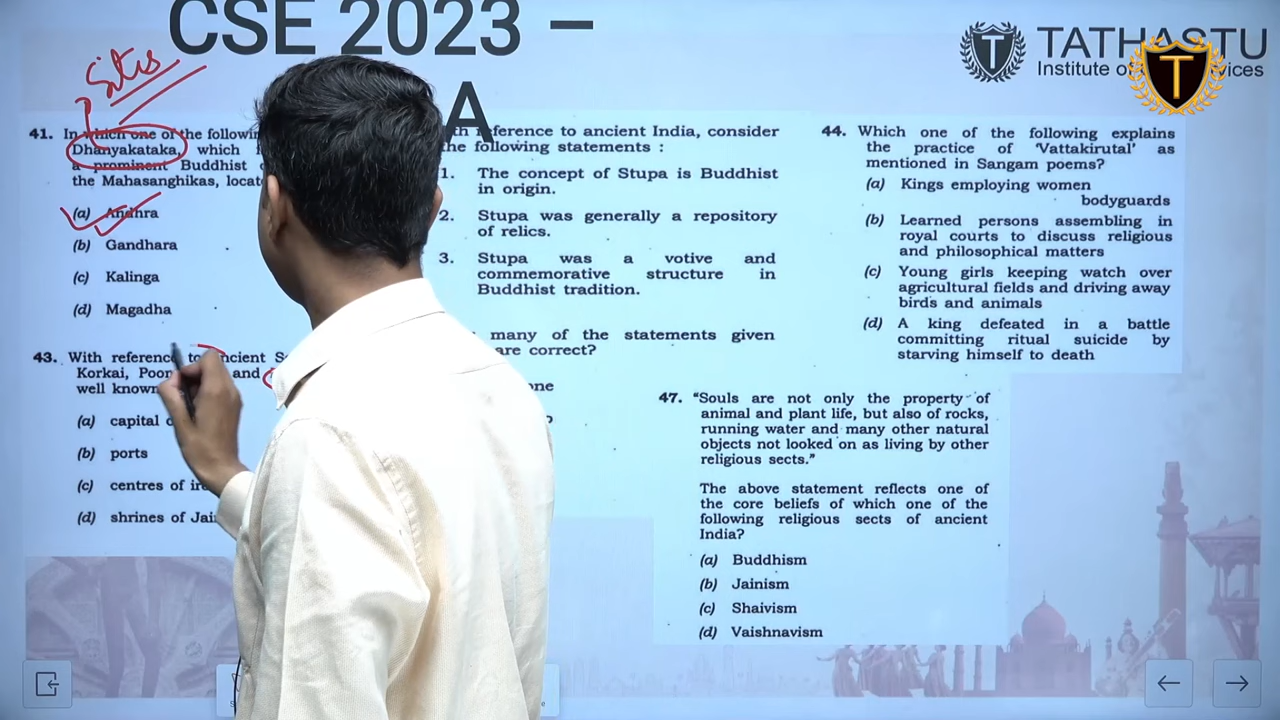 CSE 2023 –
A
TATHASTU
Institute of
ices
T
T
Sites
41. In which one of the followin
Dhanyakataka, which
a prominent Buddhist
the Mahasanghikas, locat
(a) Andhra
(b) Gandhara
(c) Kalinga
(d) Magadha
43. With reference to ancient S
Korkai, Poo and
well known
(a) capital
(b) ports
(c) centres of
(d) shrines of
reference to ancient India, consider
the following statements :
1. The concept of Stupa is Buddhist
in origin.
2. Stupa was generally a repository
of relics.
3. Stupa was a votive and
commemorative structure in
Buddhist tradition.
many of the statements given
are correct?
one
44. Which one of the following explains
the practice of 'Vattakirutal' as
mentioned in Sangam poems?
(a) Kings employing women
bodyguards
(b) Learned persons assembling in
royal courts to discuss religious
and philosophical matters
(c) Young girls keeping watch over
agricultural fields and driving away
birds and animals
(d) A king defeated in a battle
committing ritual suicide by
starving himself to death
47. "Souls are not only the property of
animal and plant life, but also of rocks,
running water and many other natural
objects not looked on as living by other
religious sects."
The above statement reflects one of
the core beliefs of which one of the
following religious sects of ancient
India?
(a) Buddhism
(b) Jainism
(c) Shaivism
(d) Vaishnavism